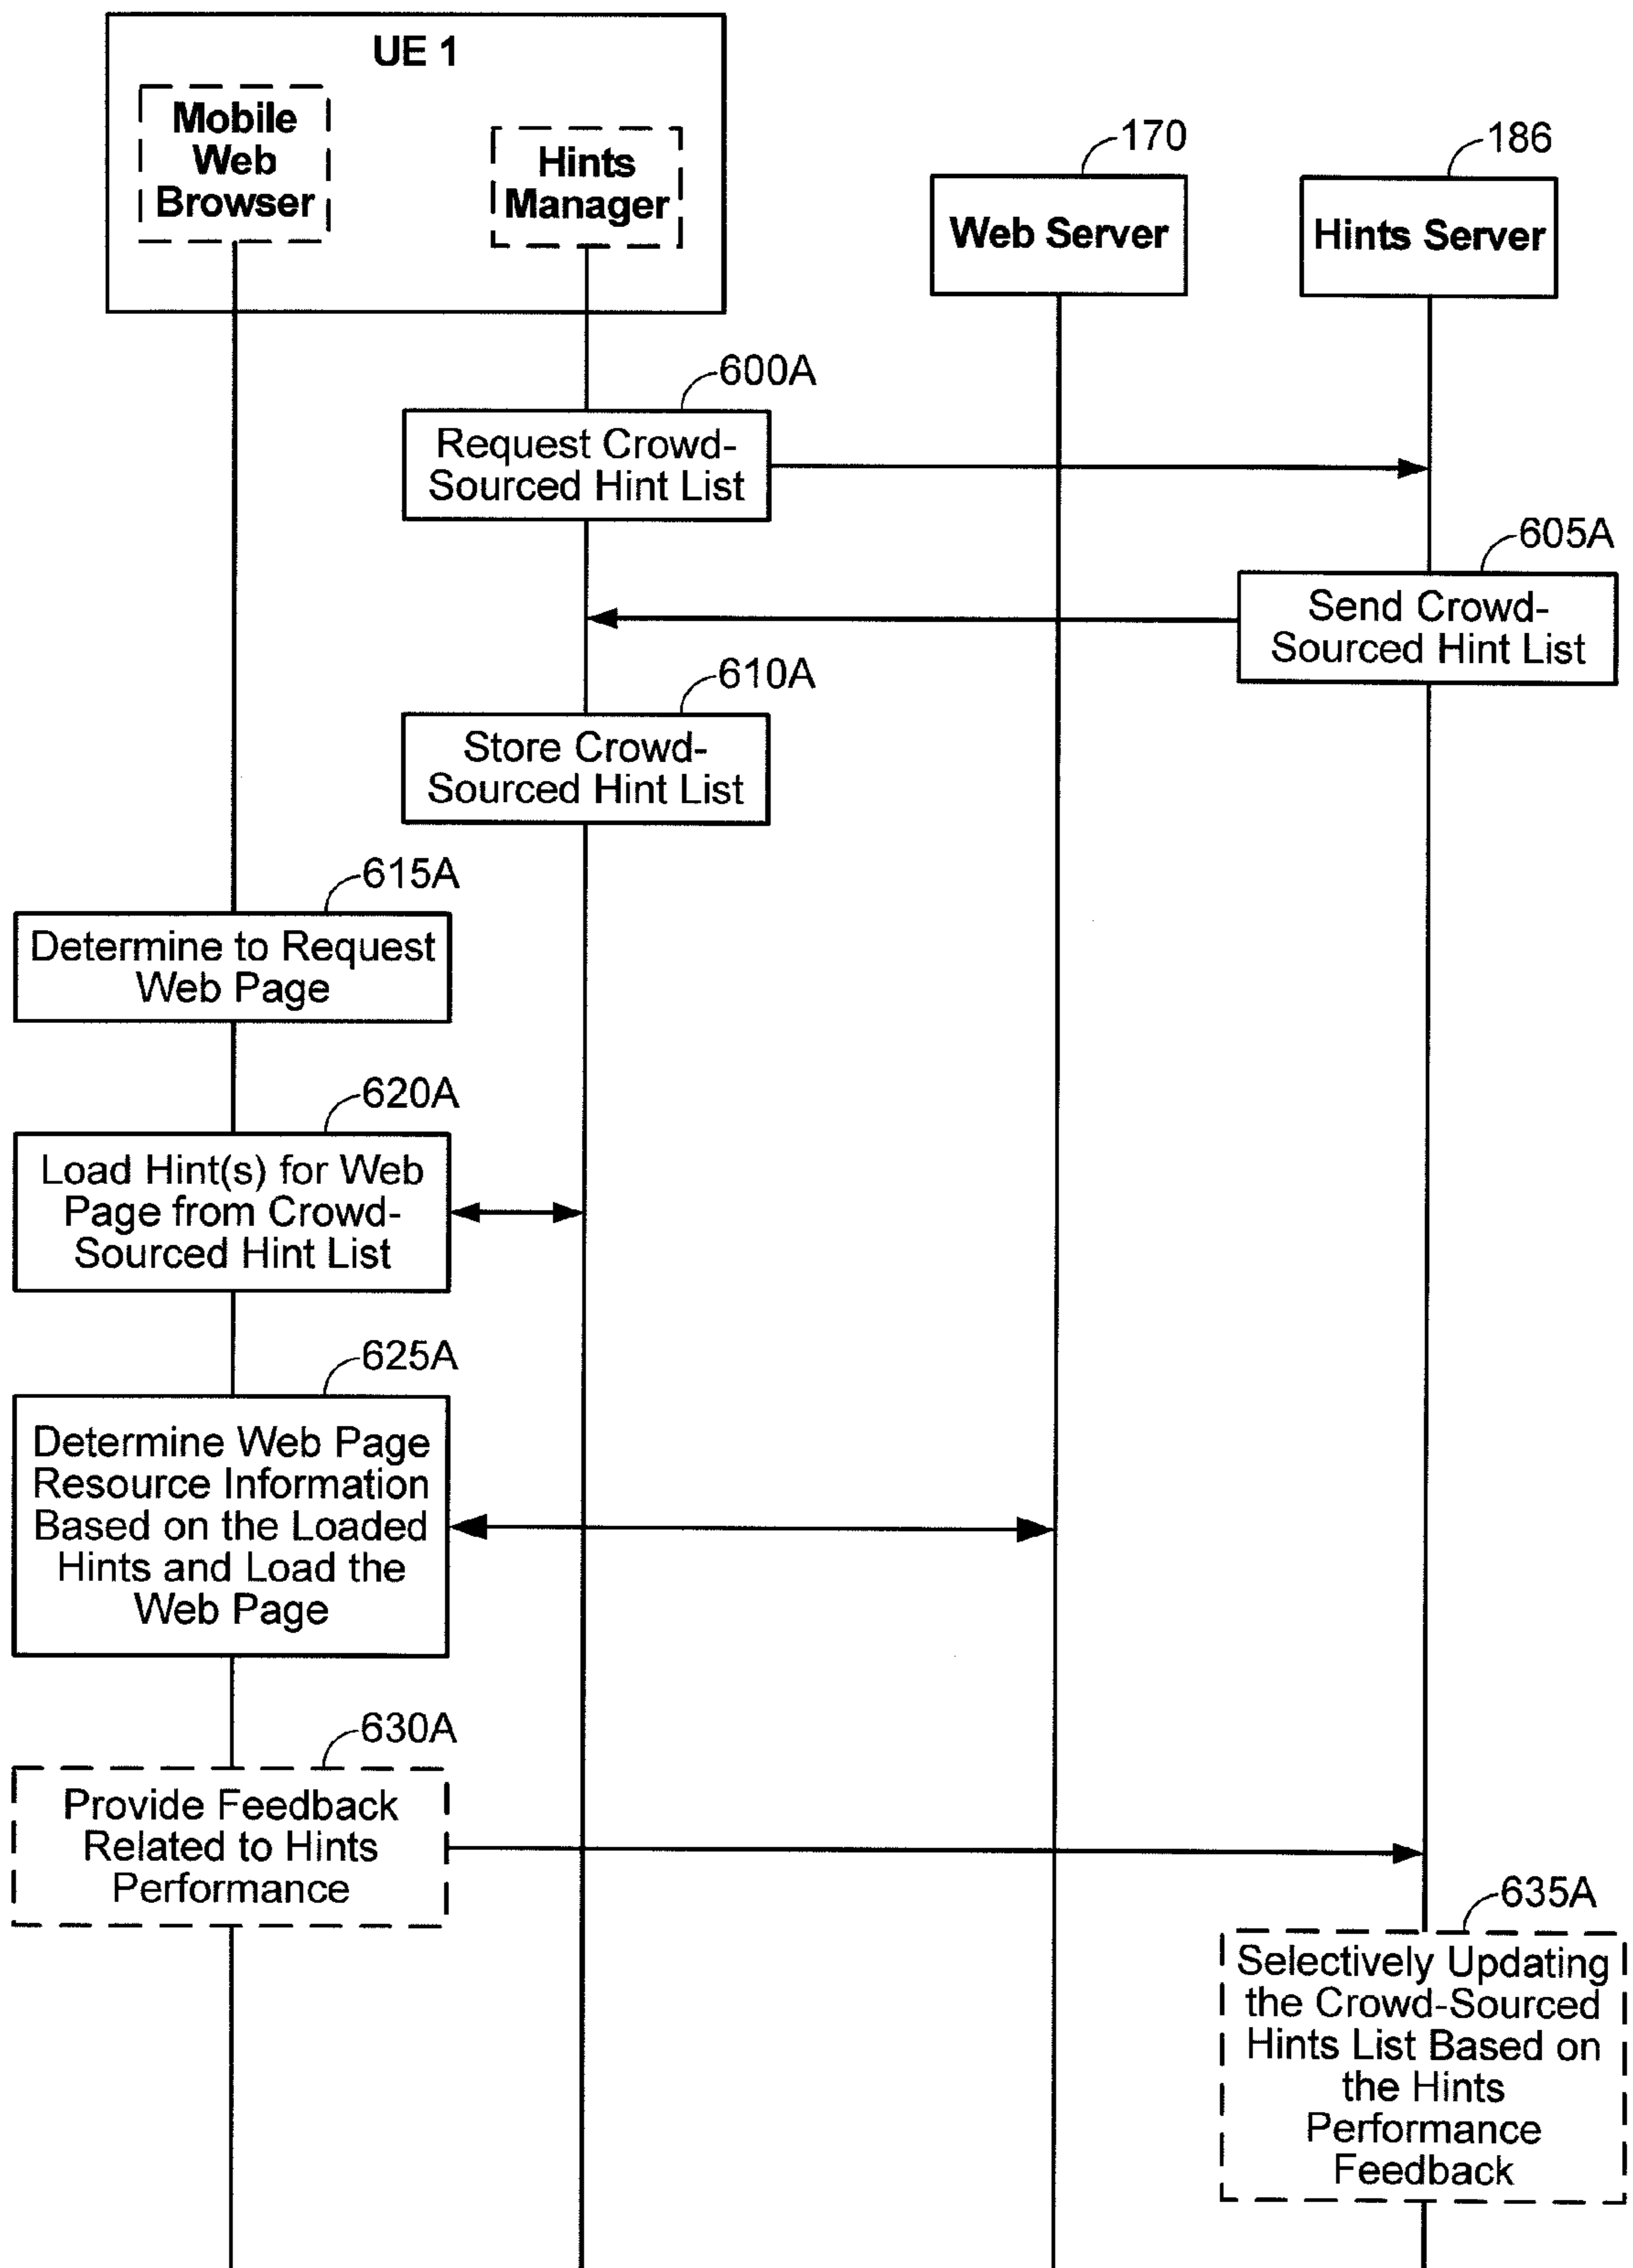 UE 1
Mobile
Web
Browser
Hints
Manager
170
Web Server
186
Hints Server
600A
Request Crowd-
Sourced Hint List
605A
Send Crowd-
Sourced Hint List
610A
Store Crowd-
Sourced Hint List
615A
Determine to Request
Web Page
620A
Load Hint(s) for Web
Page from Crowd-
Sourced Hint List
625A
Determine Web Page
Resource Information
Based on the Loaded
Hints and Load the
Web Page
630A
Provide Feedback
Related to Hints
Performance
635A
Selectively Updating
the Crowd-Sourced
Hints List Based on
the Hints
Performance
Feedback